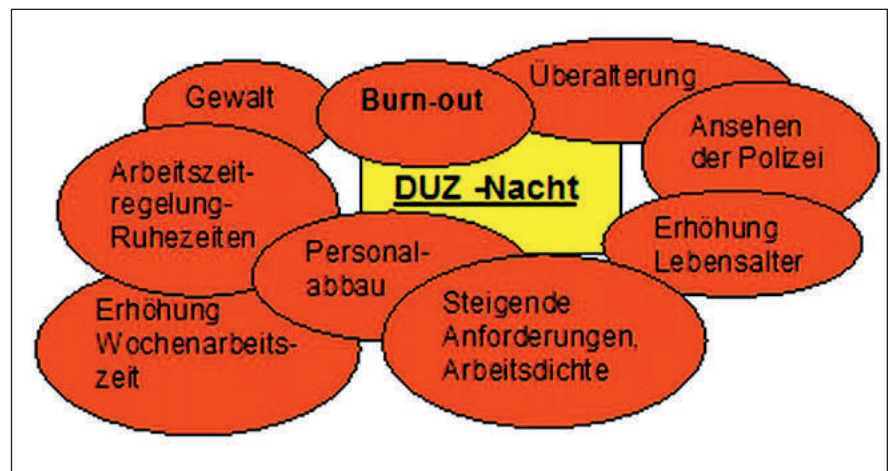 Gewalt
Burn-out
Überalterung
Ansehen
der Polizei
Arbeitszeit-
regelung-
Ruhezeiten
DUZ -Nacht
Erhöhung
Lebensalter
Personal-
abbau
Erhöhung
Wochenarbeits-
zeit
Steigende
Anforderungen,
Arbeitsdichte